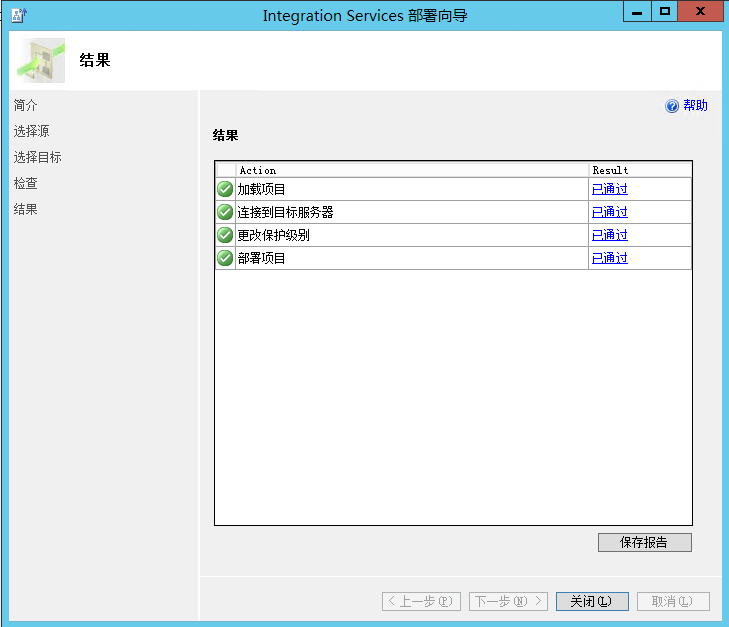 Integration Services 部署向导
结果
简介
选择源
选择目标
检查
结果
帮助
结果
Action Result
加载项目 已通过
连接到目标服务器 已通过
更改保护级别 已通过
部署项目 已通过
保存报告
< 上一步(P) 下一步(N) > 关闭(L) 取消(L)